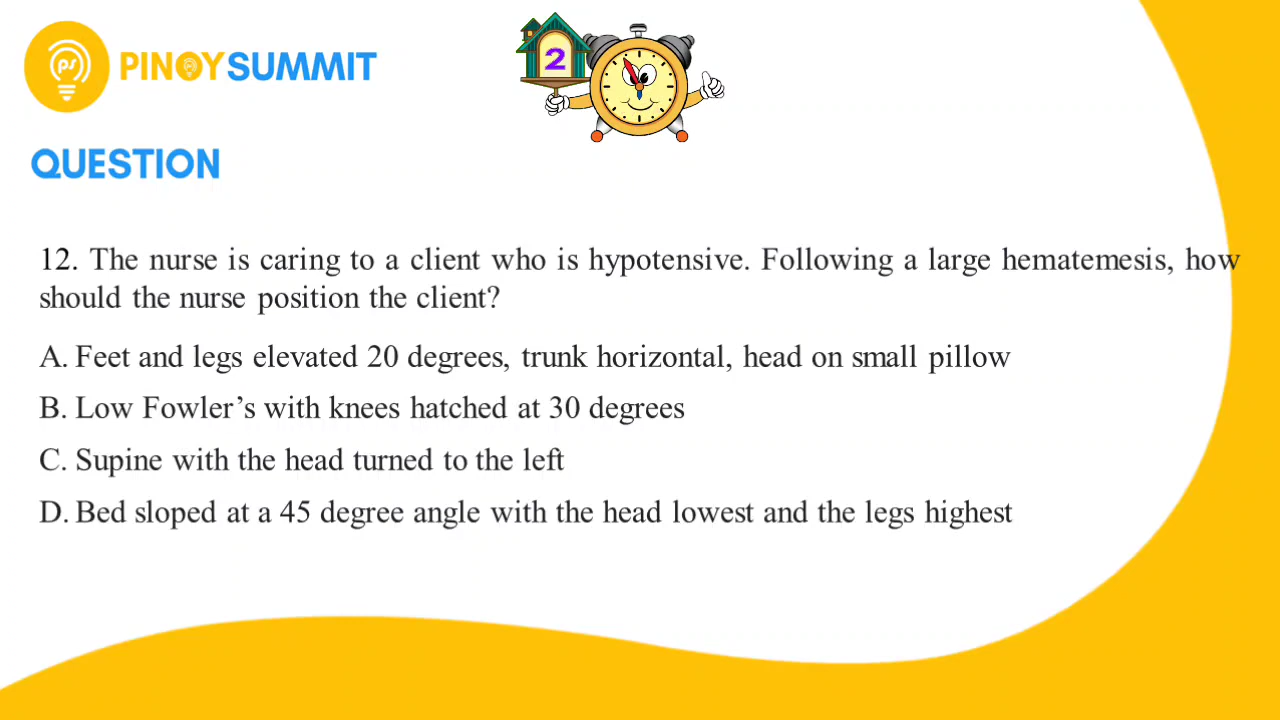 PINOYSUMMIT
2
QUESTION
12. The nurse is caring to a client who is hypotensive. Following a large hematemesis, how
should the nurse position the client?
A. Feet and legs elevated 20 degrees, trunk horizontal, head on small pillow
B. Low Fowler’s with knees hatched at 30 degrees
C. Supine with the head turned to the left
D. Bed sloped at a 45 degree angle with the head lowest and the legs highest